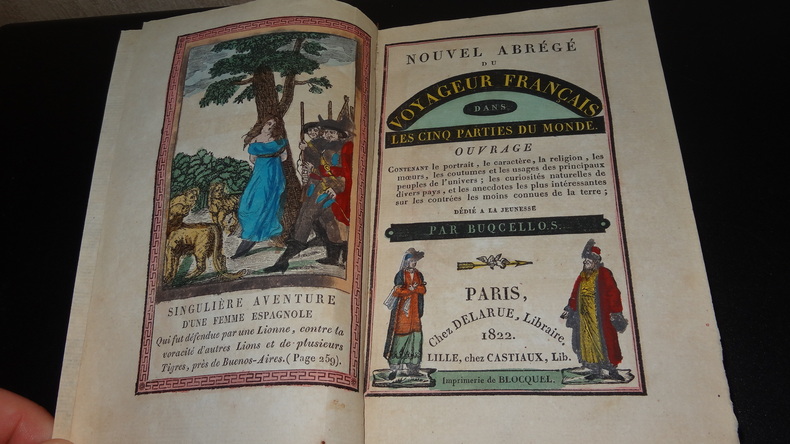 SINGULIÈRE AVENTURE
D'UNE FEMME ESPAGNOLE
Qui fut défendue par une Lionne, contre la
voracité d'autres Lions et de plusieurs
Tigres, près de Buenos-Aires. (Page 259).
NOUVEL ABRÉGÉ
DU
VOYAGEUR FRANÇAIS
DANS
LES CINQ PARTIES DU MONDE.
OUVRAGE
CONTENANT le portrait, le caractère, la religion, les
mœurs, les coutumes et les usages des principaux
peuples de l'univers; les curiosités naturelles de
divers pays, et les anecdotes les plus intéressantes
sur les contrées les moins connues de la terre;
DÉDIÉ A LA JEUNESSE
PAR BUQCELLOS.
PARIS,
Chez DELARUE, Libraire,
1822.
LILLE, chez CASTIAUX, Lib.
Imprimerie de BLOCQUEL.